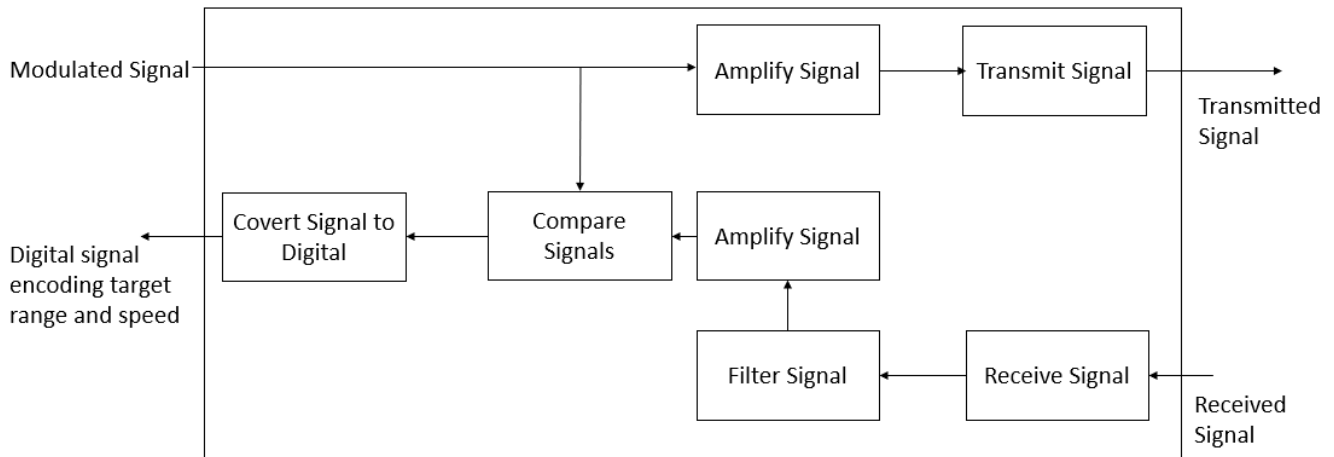 Modulated Signal
Amplify Signal
Transmit Signal
Transmitted
Signal
Covert Signal to
Digital
Compare
Signals
Amplify Signal
Digital signal
encoding target
range and speed
Filter Signal
Receive Signal
Received
Signal